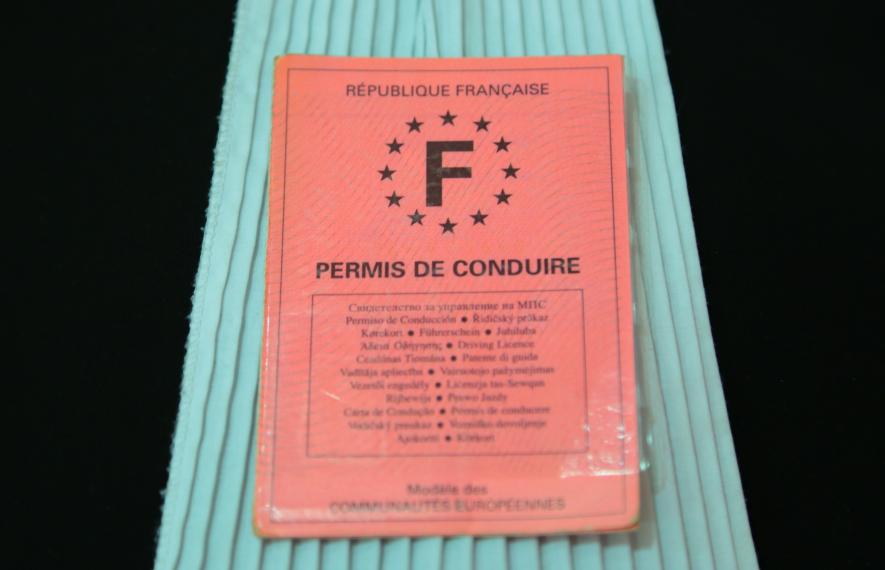 RÉPUBLIQUE FRANÇAISE
F
PERMIS DE CONDUIRE
Свидетелство за управление на МПС
Permiso de Conducción ● Řidičský průkaz
Kørekort ● Führerschein ● Juhiluba
Άδεια Οδήγησης ● Driving Licence
Ceadúnas Tiomána ● Patente di guida
Vadītāja apliecība ● Vairuotojo pažymėjimas
Vezetői engedély ● Liċenzja tas-Sewqan
Rijbewijs ● Prawo Jazdy
Carta de Condução ● Permis de conducere
Vodičský preukaz ● Vozniško dovoljenje
Ajokortti ● Körkort
Modèle des
COMMUNAUTÉS EUROPÉENNES